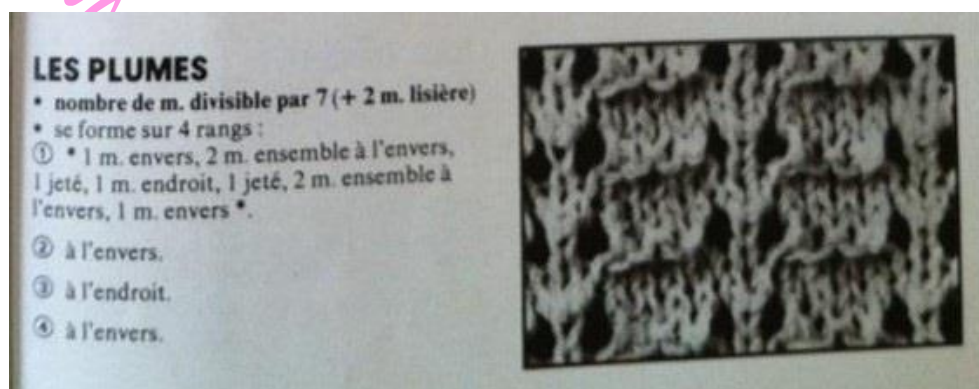 LES PLUMES
• nombre de m. divisible par 7 (+ 2 m. lisière)
• se forme sur 4 rangs :
① * 1 m. envers, 2 m. ensemble à l'envers,
1 jeté, 1 m. endroit, 1 jeté, 2 m. ensemble à
l'envers, 1 m. envers *.
② à l'envers.
③ à l'endroit.
④ à l'envers.